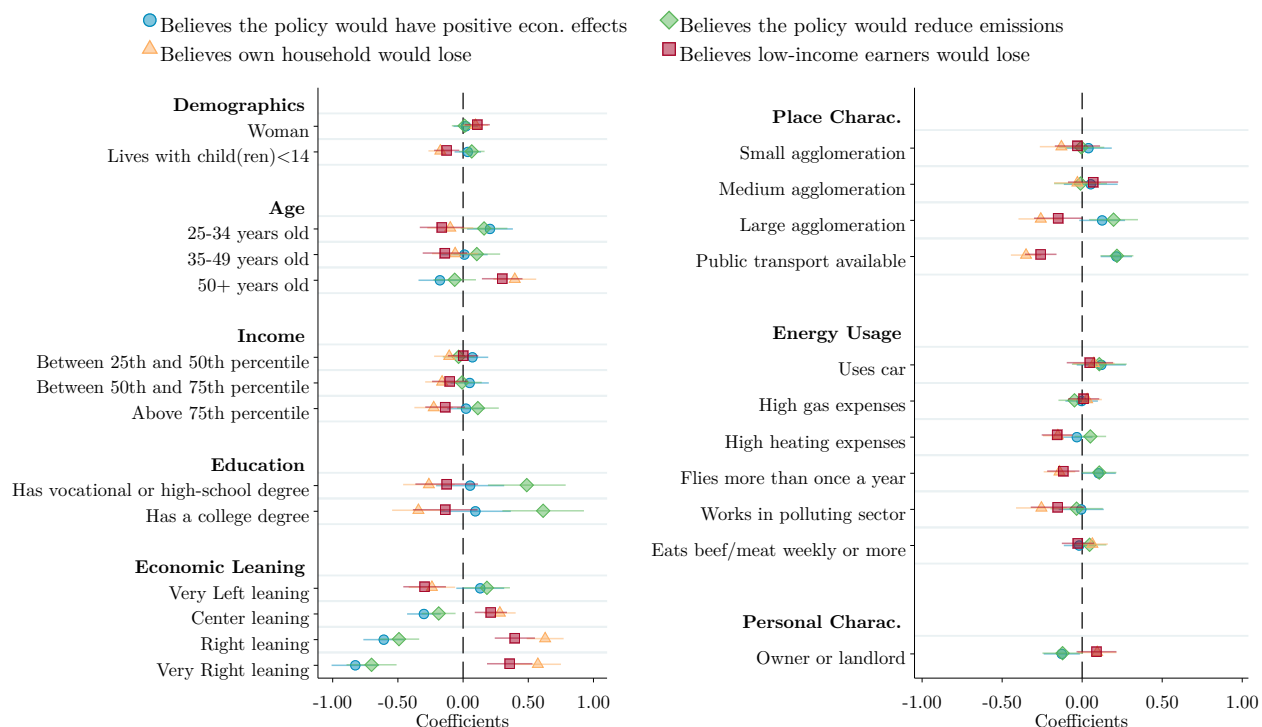 Believes the policy would have positive econ. effects
Believes the policy would reduce emissions
Believes own household would lose
Believes low-income earners would lose
Demographics
Woman
Lives with child(ren)<14
Age
25-34 years old
35-49 years old
50+ years old
Income
Between 25th and 50th percentile
Between 50th and 75th percentile
Above 75th percentile
Education
Has vocational or high-school degree
Has a college degree
Economic Leaning
Very Left leaning
Center leaning
Right leaning
Very Right leaning
-1.00 -0.50 0.00 0.50 1.00
Coefficients
Place Charac.
Small agglomeration
Medium agglomeration
Large agglomeration
Public transport available
Energy Usage
Uses car
High gas expenses
High heating expenses
Flies more than once a year
Works in polluting sector
Eats beef/meat weekly or more
Personal Charac.
Owner or landlord
-1.00 -0.50 0.00 0.50 1.00
Coefficients